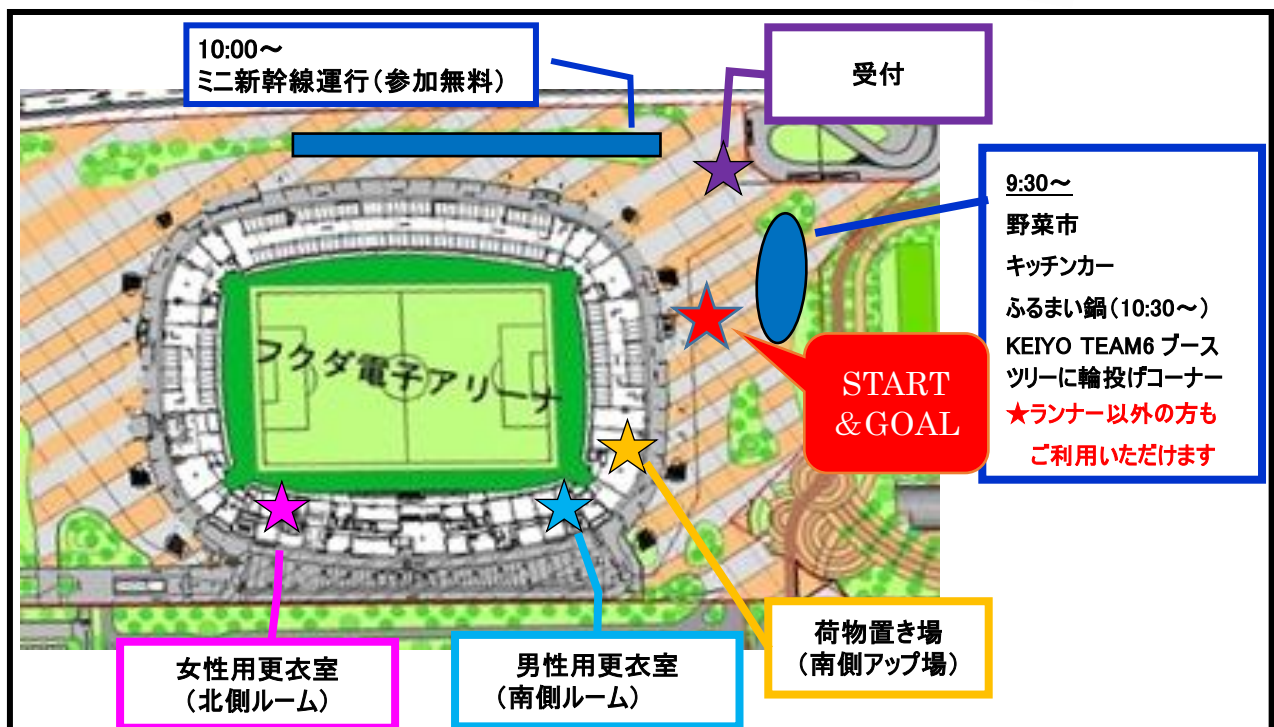 10:00～
ミニ新幹線運行（参加無料）
受付
9:30～
野菜市
キッチンカー
ふるまい鍋（10:30～）
KEIYO TEAM6 ブース
ツリーに輪投げコーナー
★ランナー以外の方も
ご利用いただけます
フクダ電子アリーナ
START
&GOAL
荷物置き場
（南側アップ場）
女性用更衣室
（北側ルーム）
男性用更衣室
（南側ルーム）